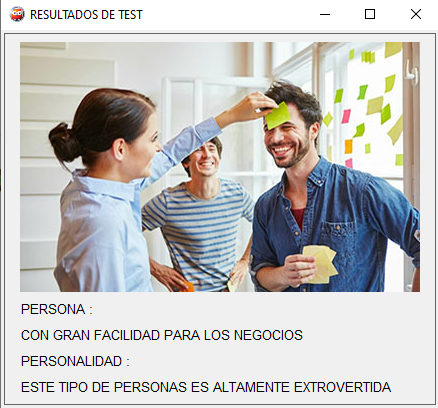 RESULTADOS DE TEST
PERSONA :
CON GRAN FACILIDAD PARA LOS NEGOCIOS
PERSONALIDAD :
ESTE TIPO DE PERSONAS ES ALTAMENTE EXTROVERTIDA